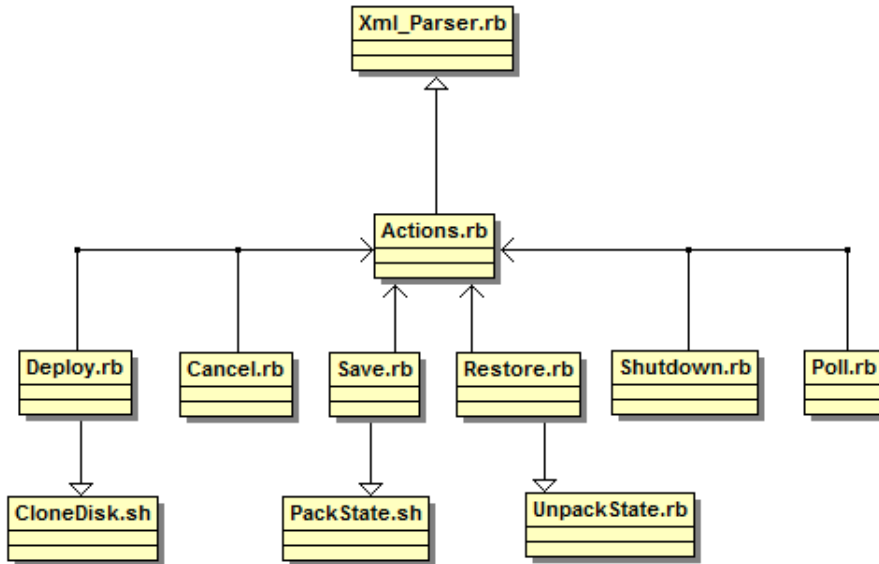 Xml_Parser.rb
Actions.rb
Deploy.rb
Cancel.rb
Save.rb
Restore.rb
Shutdown.rb
Poll.rb
CloneDisk.sh
PackState.sh
UnpackState.rb